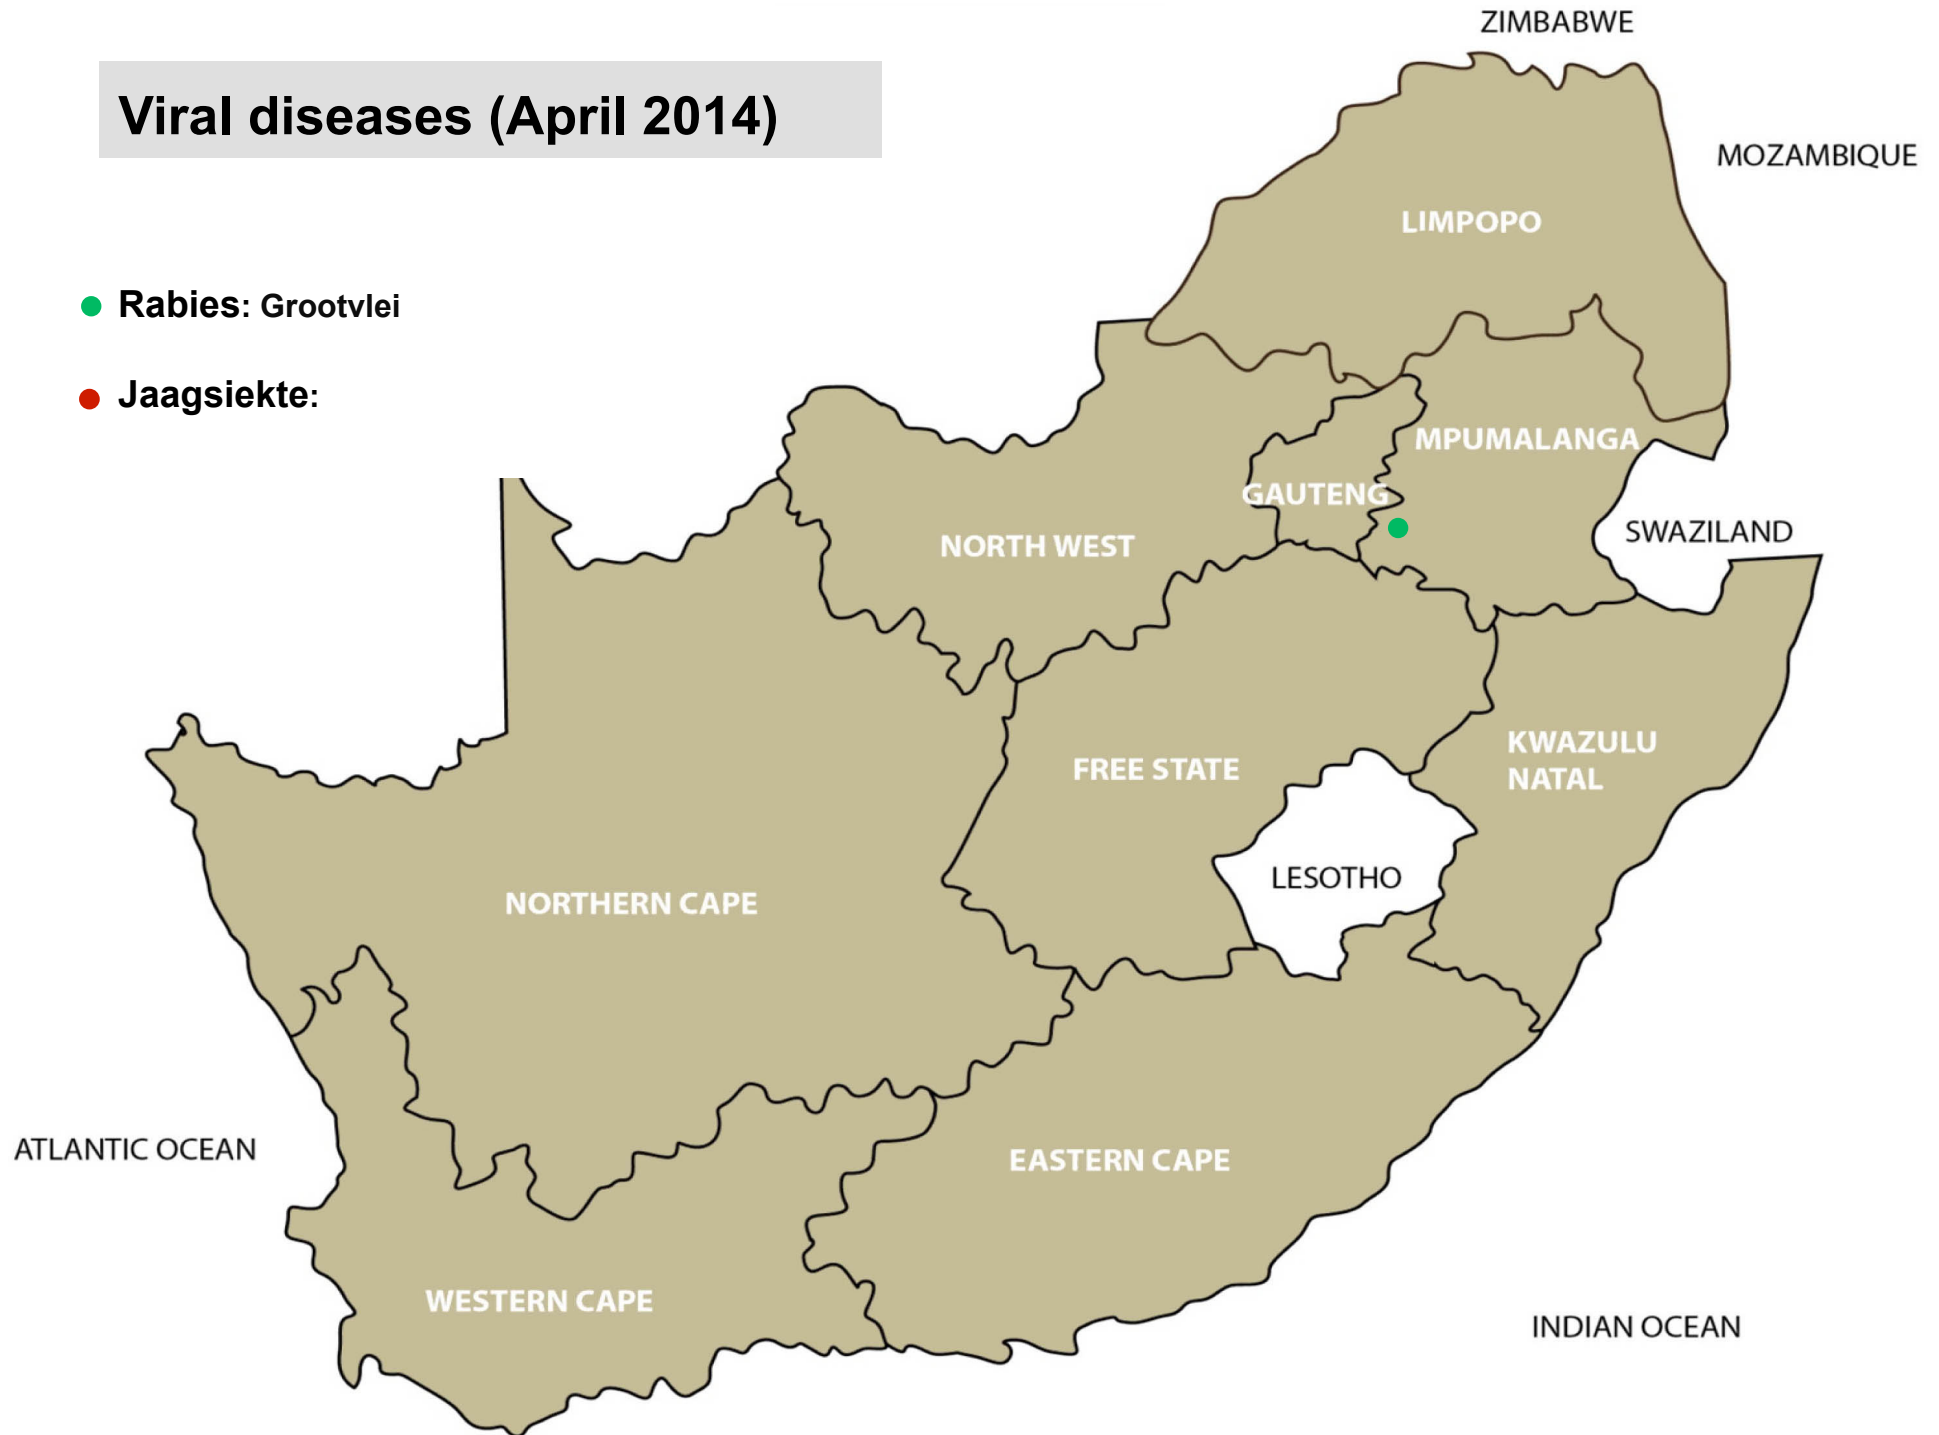 ZIMBABWE
Viral diseases (April 2014)
MOZAMBIQUE
LIMPOPO
Rabies: Grootvlei
Jaagsiekte:
MPUMALANGA
GAUTENG
SWAZILAND
NORTH WEST
KWAZULU
NATAL
FREE STATE
LESOTHO
NORTHERN CAPE
ATLANTIC OCEAN
EASTERN CAPE
WESTERN CAPE
INDIAN OCEAN